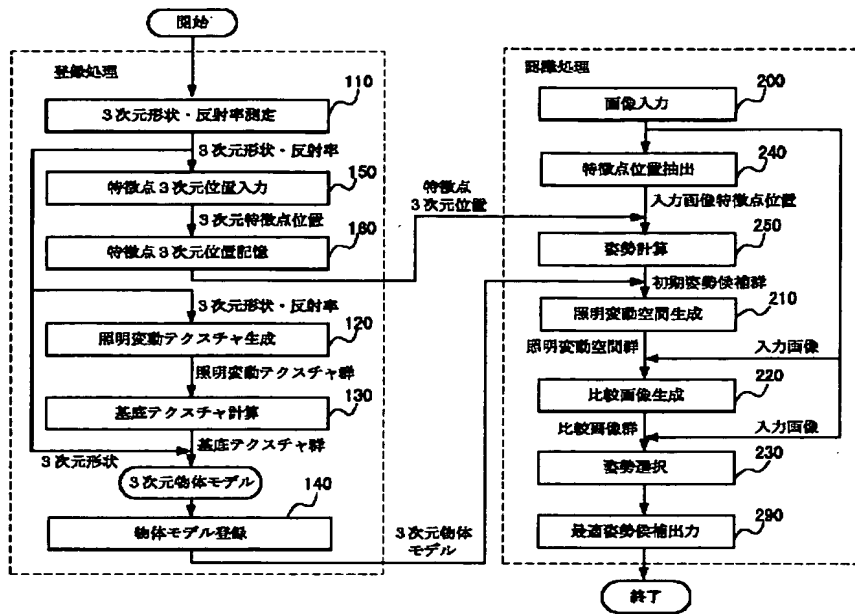 開始
登録処理
110
3次元形状・反射率測定
3次元形状・反射率
150
特徴点3次元位置入力
3次元特徴点位置
160
特徴点3次元位置記憶
3次元形状・反射率
120
照明変動テクスチャ生成
照明変動テクスチャ群
130
基底テクスチャ計算
3次元形状
基底テクスチャ群
3次元物体モデル
140
物体モデル登録
特徴点
3次元位置
3次元物体
モデル
認識処理
200
画像入力
240
特徴点位置抽出
入力画像特徴点位置
250
姿勢計算
初期姿勢候補群
210
照明変動空間生成
照明変動空間群
入力画像
220
比較画像生成
比較画像群
入力画像
230
姿勢選択
290
最適姿勢候補出力
終了